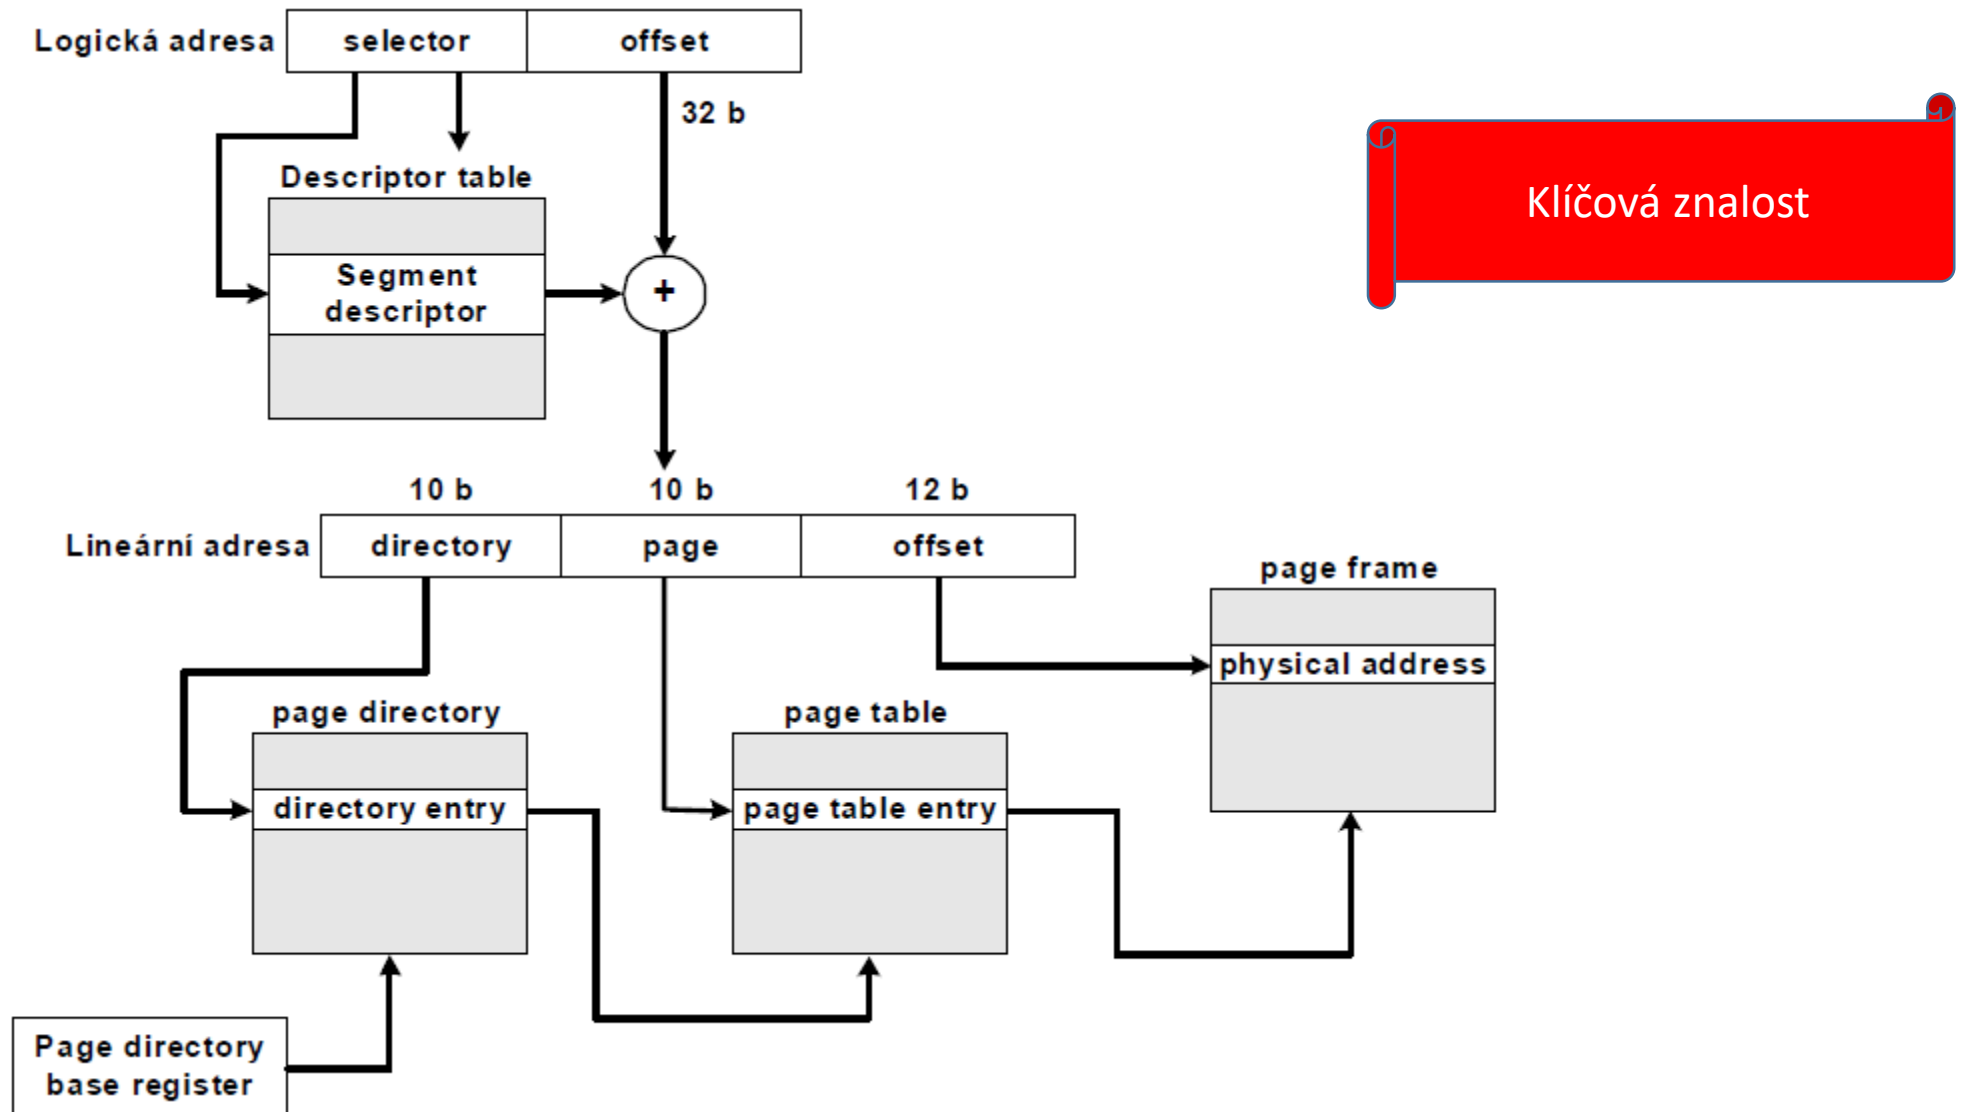 Logická adresa
selector
offset
32 b
Klíčová znalost
Descriptor table
Segment
descriptor
+
10 b
10 b
12 b
Lineární adresa
directory
page
offset
page frame
physical address
page directory
page table
directory entry
page table entry
Page directory
base register